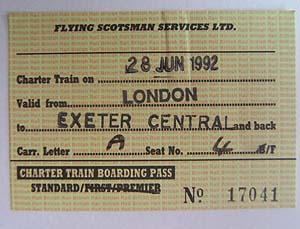 FLYING SCOTSMAN SERVICES LTD.
Charter Train on 28 JUN 1992
Valid from LONDON
to EXETER CENTRAL and back
Carr. Letter A Seat No. 4 /T
CHARTER TRAIN BOARDING PASS
STANDARD/FIRST/PREMIER
No 17041